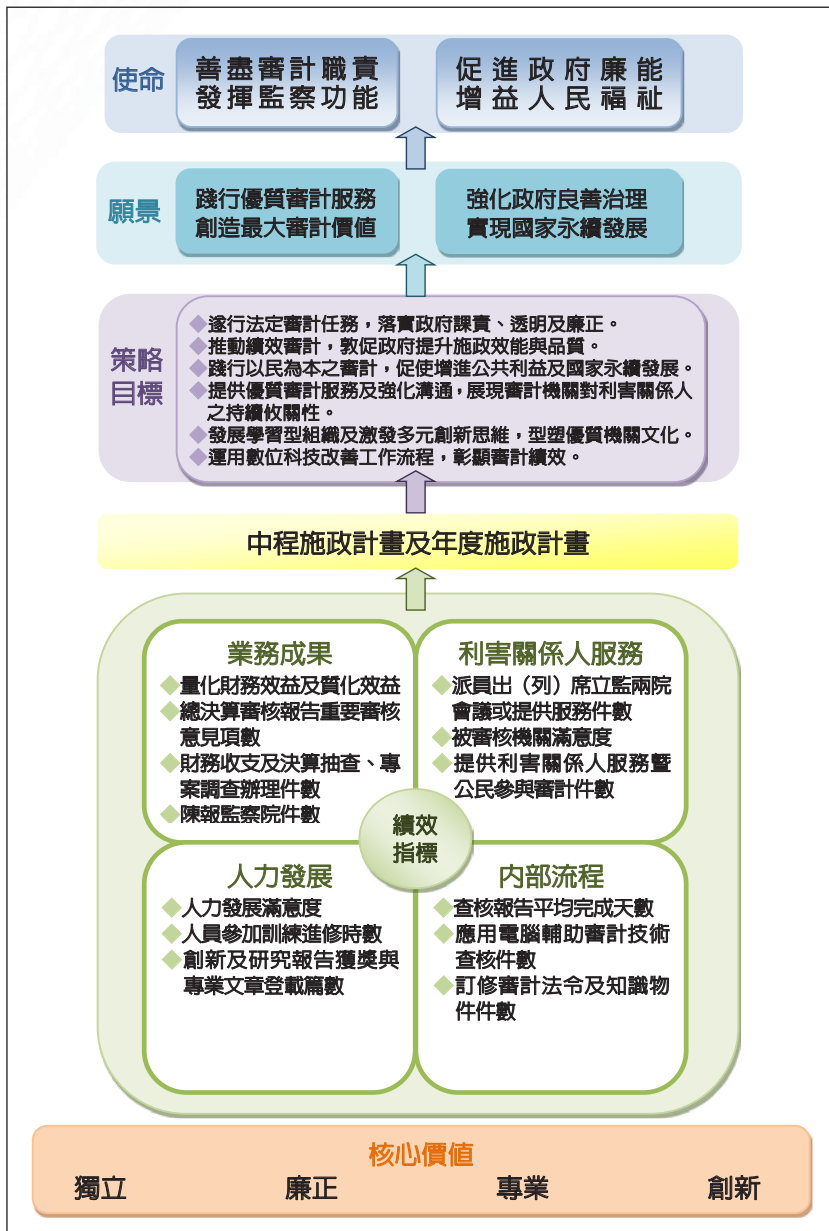 使命
善盡審計職責
發揮監察功能
促進政府廉能
增益人民福祉
願景
踐行優質審計服務
創造最大審計價值
強化政府良善治理
實現國家永續發展
策略
目標
◆遂行法定審計任務，落實政府課責、透明及廉正。
◆推動績效審計，敦促政府提升施政效能與品質。
◆踐行以民為本之審計，促使增進公共利益及國家永續發展。
◆提供優質審計服務及強化溝通，展現審計機關對利害關係人
之持續攸關性。
◆發展學習型組織及激發多元創新思維，型塑優質機關文化。
◆運用數位科技改善工作流程，彰顯審計績效。
中程施政計畫及年度施政計畫
業務成果
◆量化財務效益及質化效益
◆總決算審核報告重要審核
意見項數
◆財務收支及決算抽查、專
案調查辦理件數
◆陳報監察院件數
利害關係人服務
◆派員出（列）席立監兩院
會議或提供服務件數
◆被審核機關滿意度
◆提供利害關係人服務暨
公民參與審計件數
績效
指標
人力發展
◆人力發展滿意度
◆人員參加訓練進修時數
◆創新及研究報告獲獎與
專業文章登載篇數
內部流程
◆查核報告平均完成天數
◆應用電腦輔助審計技術
查核件數
◆訂修審計法令及知識物
件件數
核心價值
獨立 廉正 專業 創新